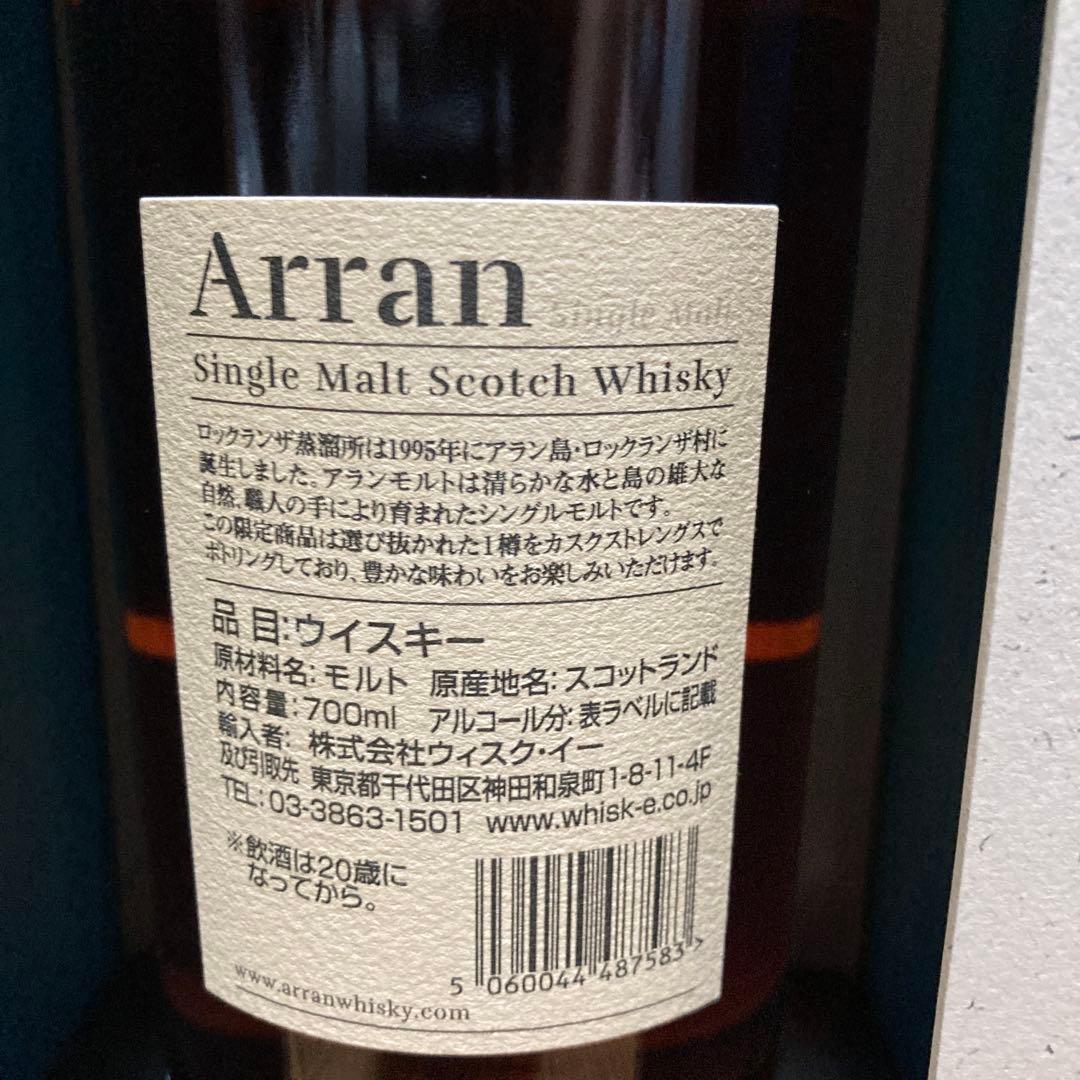 Arran Single Malt
Single Malt Scotch Whisky
ロックランザ蒸溜所は1995年にアラン島・ロックランザ村に
誕生しました。アランモルトは清らかな水と島の雄大な
自然、職人の手により育まれたシングルモルトです。
この限定商品は選び抜かれた1樽をカスクストレングスで
ボトリングしており、豊かな味わいをお楽しみいただけます。
品 目:ウイスキー
原材料名:モルト 原産地名:スコットランド
内容量:700ml アルコール分:表ラベルに記載
輸入者: 株式会社ウィスク・イー
及び引取先 東京都千代田区神田和泉町1-8-11-4F
TEL:03-3863-1501 www.whisk-e.co.jp
※飲酒は20歳に
なってから。
5 060044 487583 >
www.arranwhisky.com